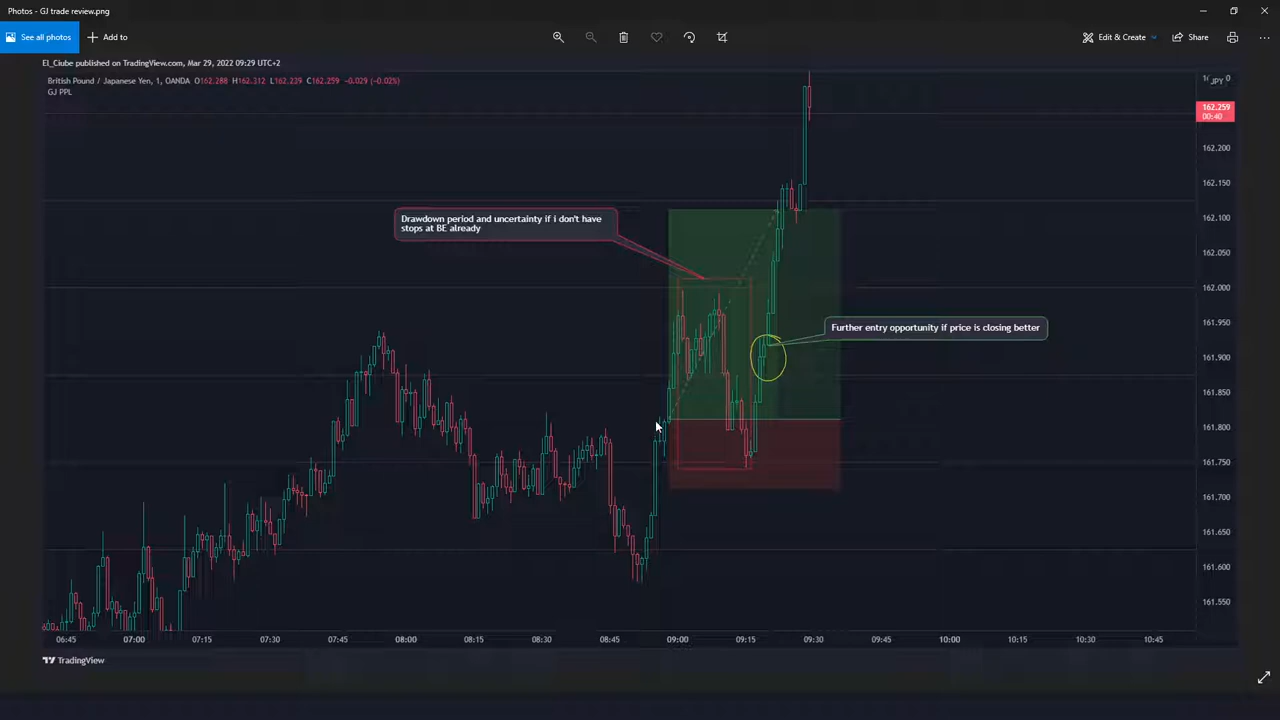 Photos - GJ trade review.png
See all photos
Add to
Edit & Create
Share
El_Ciube published on TradingView.com, Mar 29, 2022 09:29 UTC+2
British Pound / Japanese Yen, 1, OANDA O162.288 H162.312 L162.239 C162.259 -0.029 (-0.02%)
GJ PPL
JPY
162.259
00:40
162.200
162.150
162.100
162.050
162.000
161.950
161.900
161.850
161.800
161.750
161.700
161.650
161.600
161.550
Drawdown period and uncertainty if i don't have
stops at BE already
Further entry opportunity if price is closing better
06:45 07:00 07:15 07:30 07:45 08:00 08:15 08:30 08:45 09:00 09:15 09:30 09:45 10:00 10:15 10:30 10:45
TradingView